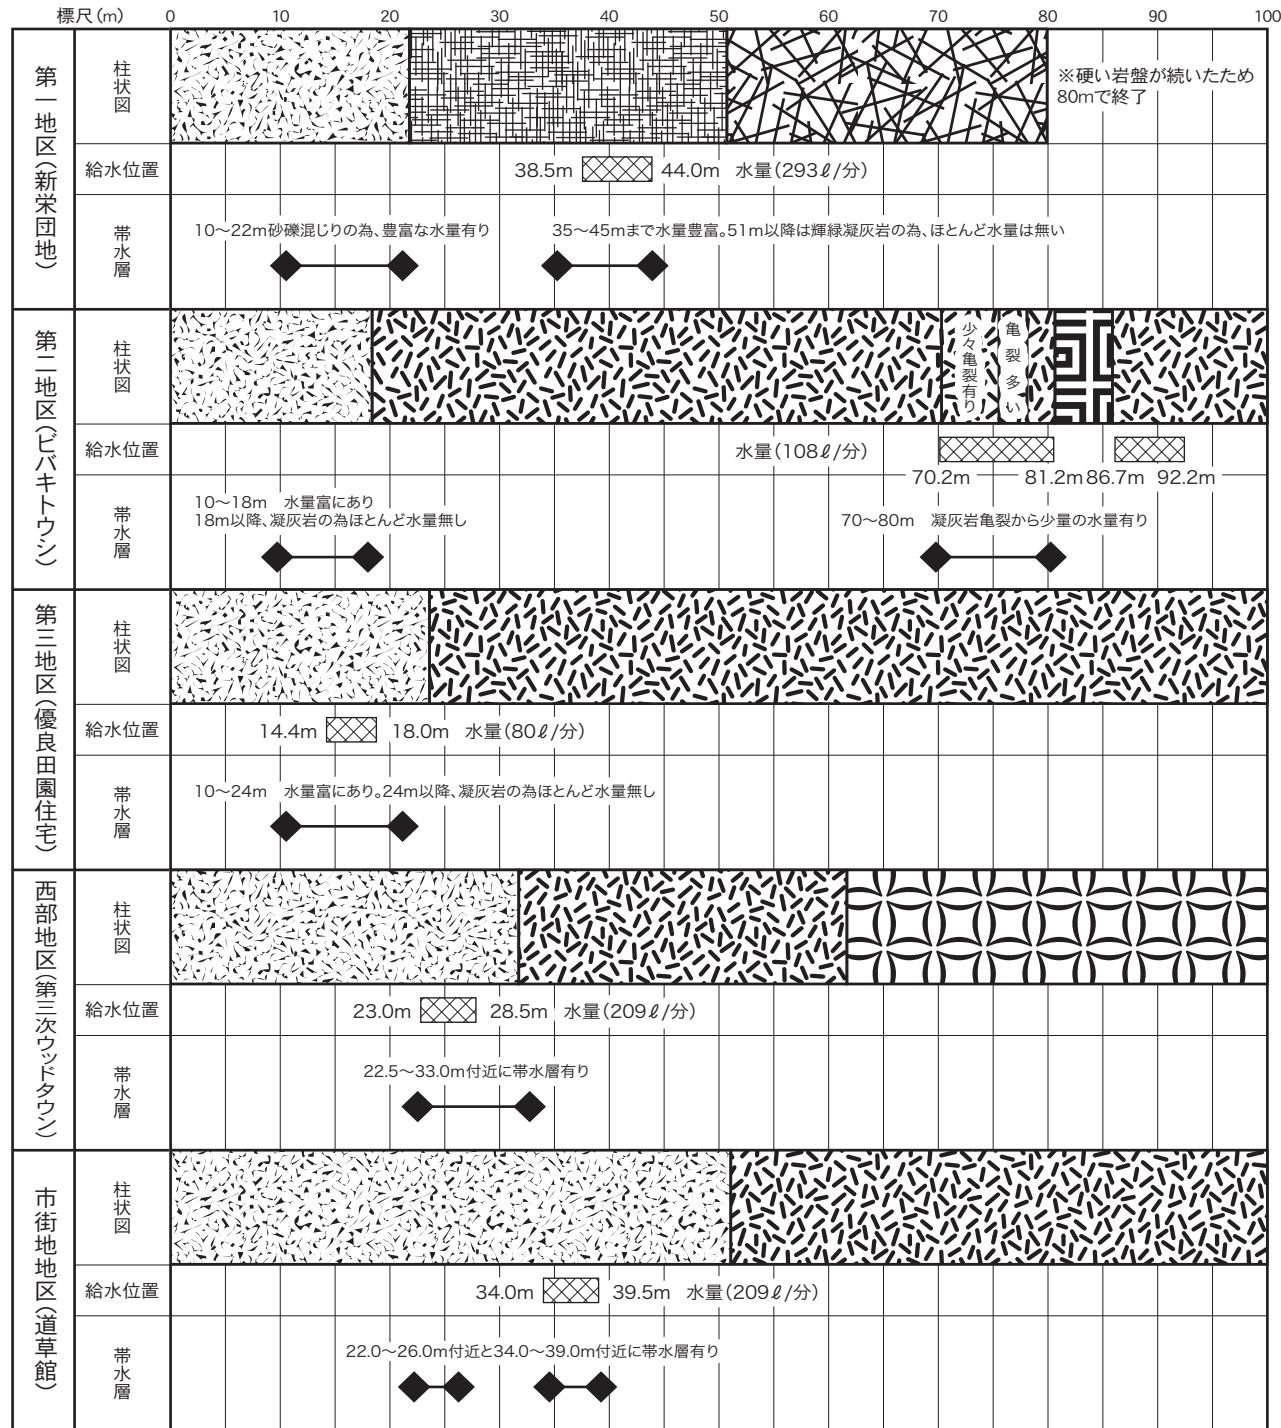 標尺(m) 0 10 20 30 40 50 60 70 80 90 100
第一地区(新栄団地)
柱状図
※硬い岩盤が続いたため
80mで終了
給水位置
38.5m 44.0m 水量(293ℓ/分)
帯水層
10〜22m砂礫混じりの為、豊富な水量有り
35〜45mまで水量豊富。51m以降は輝緑凝灰岩の為、ほとんど水量は無い
第二地区(ビバキトウシ)
柱状図
少々亀裂有り
亀裂多い
給水位置
水量(108ℓ/分)
70.2m 81.2m 86.7m 92.2m
帯水層
10〜18m 水量富にあり
18m以降、凝灰岩の為ほとんど水量無し
70〜80m 凝灰岩亀裂から少量の水量有り
第三地区(優良田園住宅)
柱状図
給水位置
14.4m 18.0m 水量(80ℓ/分)
帯水層
10〜24m 水量富にあり。24m以降、凝灰岩の為ほとんど水量無し
西部地区(第三次ウッドタウン)
柱状図
給水位置
23.0m 28.5m 水量(209ℓ/分)
帯水層
22.5〜33.0m付近に帯水層有り
市街地地区(道草館)
柱状図
給水位置
34.0m 39.5m 水量(209ℓ/分)
帯水層
22.0〜26.0m付近と34.0〜39.0m付近に帯水層有り